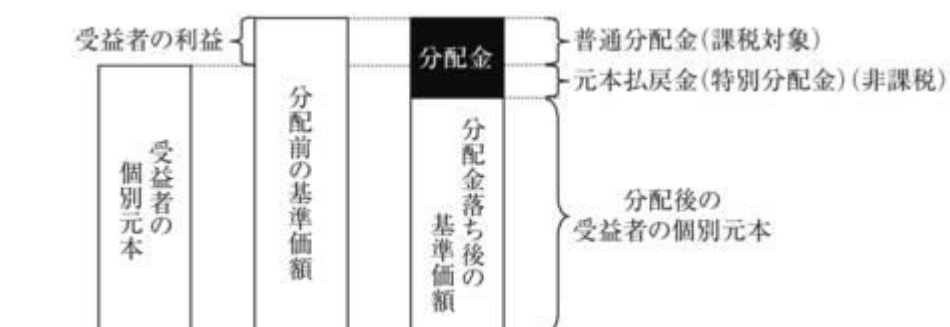 受益者の利益
分配金
普通分配金(課税対象)
元本払戻金(特別分配金)(非課税)
受益者の
個別元本
分配前の基準価額
分配金落ち後の
基準価額
分配後の
受益者の個別元本